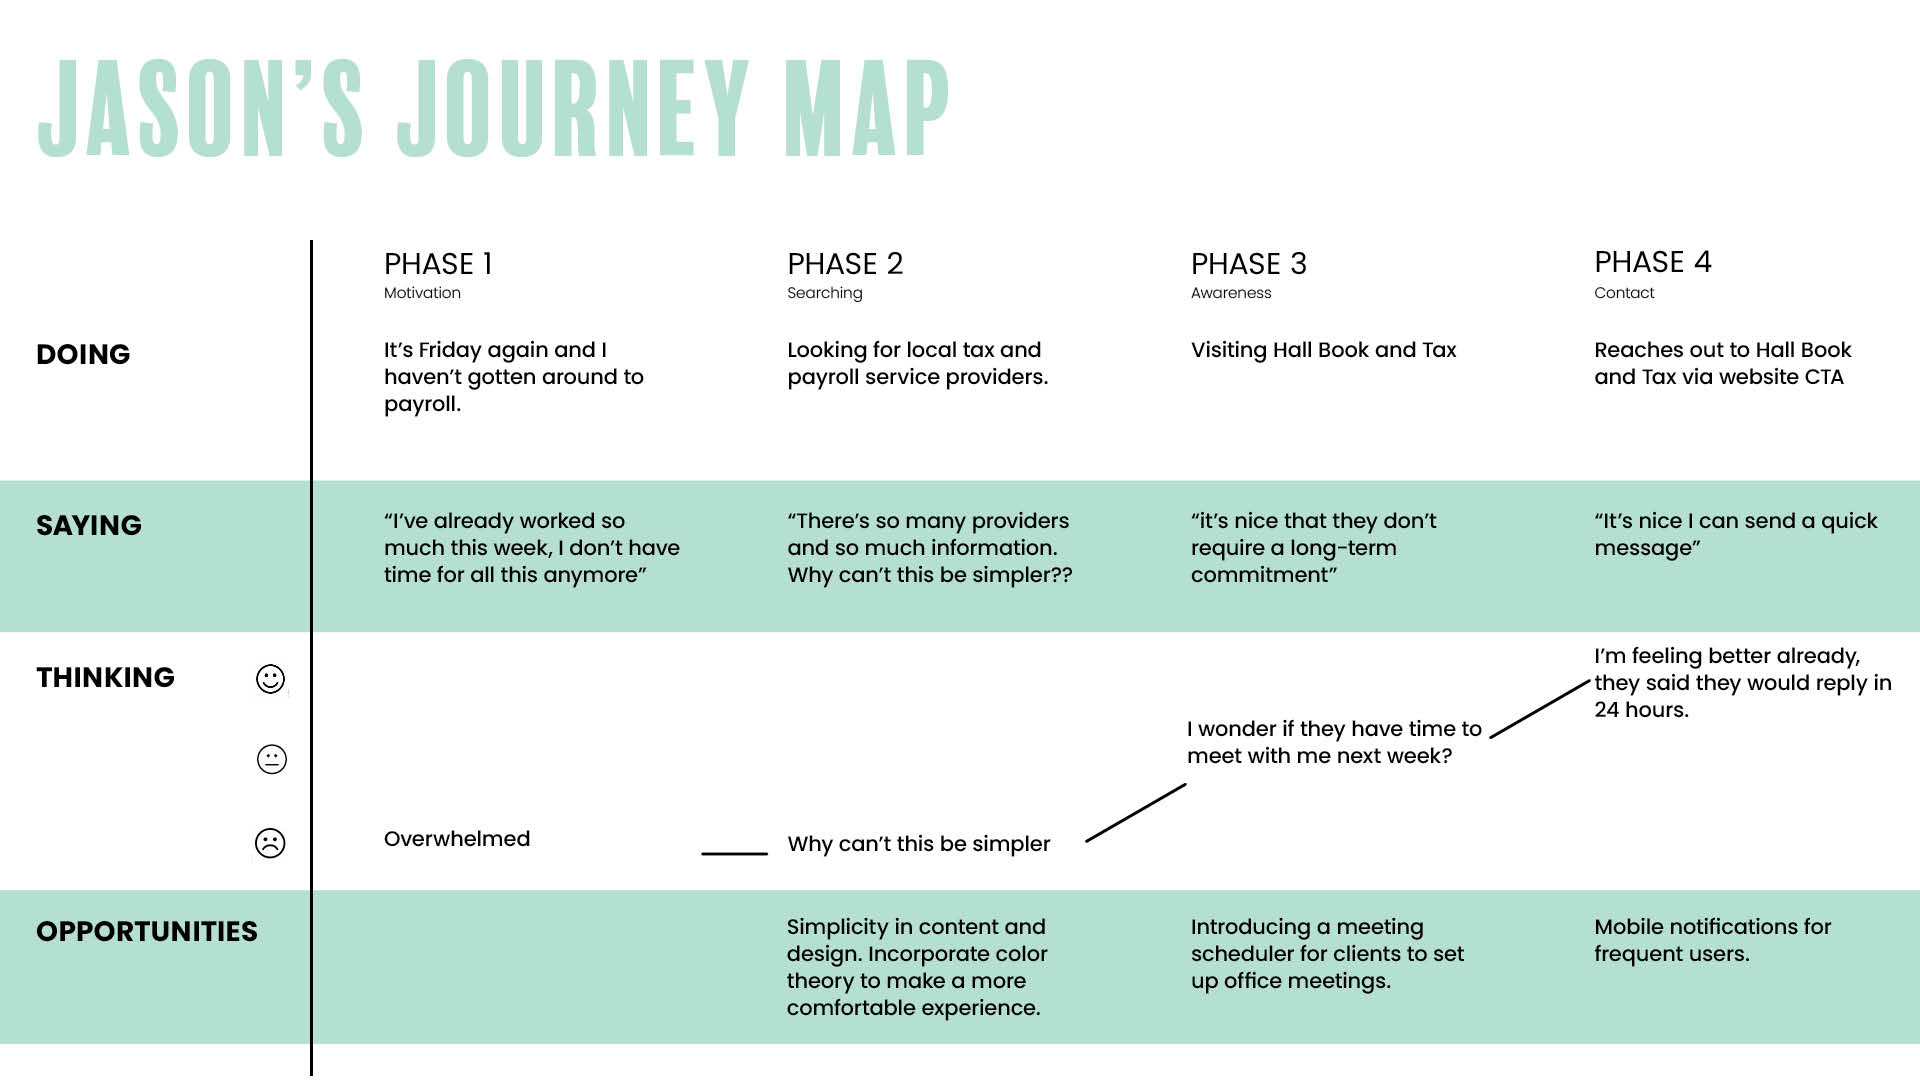 JASON’S JOURNEY MAP
PHASE 1
Motivation
PHASE 2
Searching
PHASE 3
Awareness
PHASE 4
Contact
DOING
It’s Friday again and I
haven’t gotten around to
payroll.
Looking for local tax and
payroll service providers.
Visiting Hall Book and Tax
Reaches out to Hall Book
and Tax via website CTA
SAYING
“I’ve already worked so
much this week, I don’t have
time for all this anymore”
“There’s so many providers
and so much information.
Why can’t this be simpler??
“it’s nice that they don’t
require a long-term
commitment”
“It’s nice I can send a quick
message”
THINKING
Overwhelmed
Why can’t this be simpler
I wonder if they have time to
meet with me next week?
I’m feeling better already,
they said they would reply in
24 hours.
OPPORTUNITIES
Simplicity in content and
design. Incorporate color
theory to make a more
comfortable experience.
Introducing a meeting
scheduler for clients to set
up office meetings.
Mobile notifications for
frequent users.